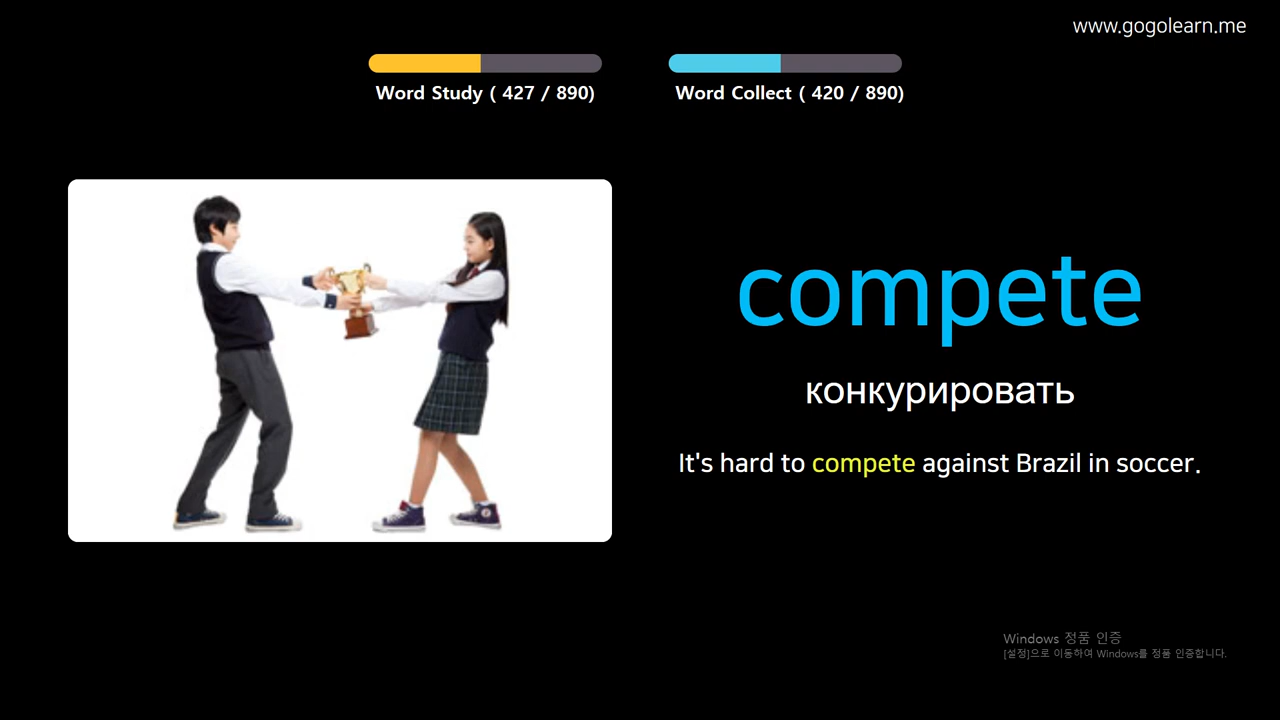 www.gogolearn.me
Word Study ( 427 / 890)
Word Collect ( 420 / 890)
compete
конкурировать
It's hard to compete against Brazil in soccer.
Windows 정품 인증
[설정]으로 이동하여 Windows를 정품 인증합니다.